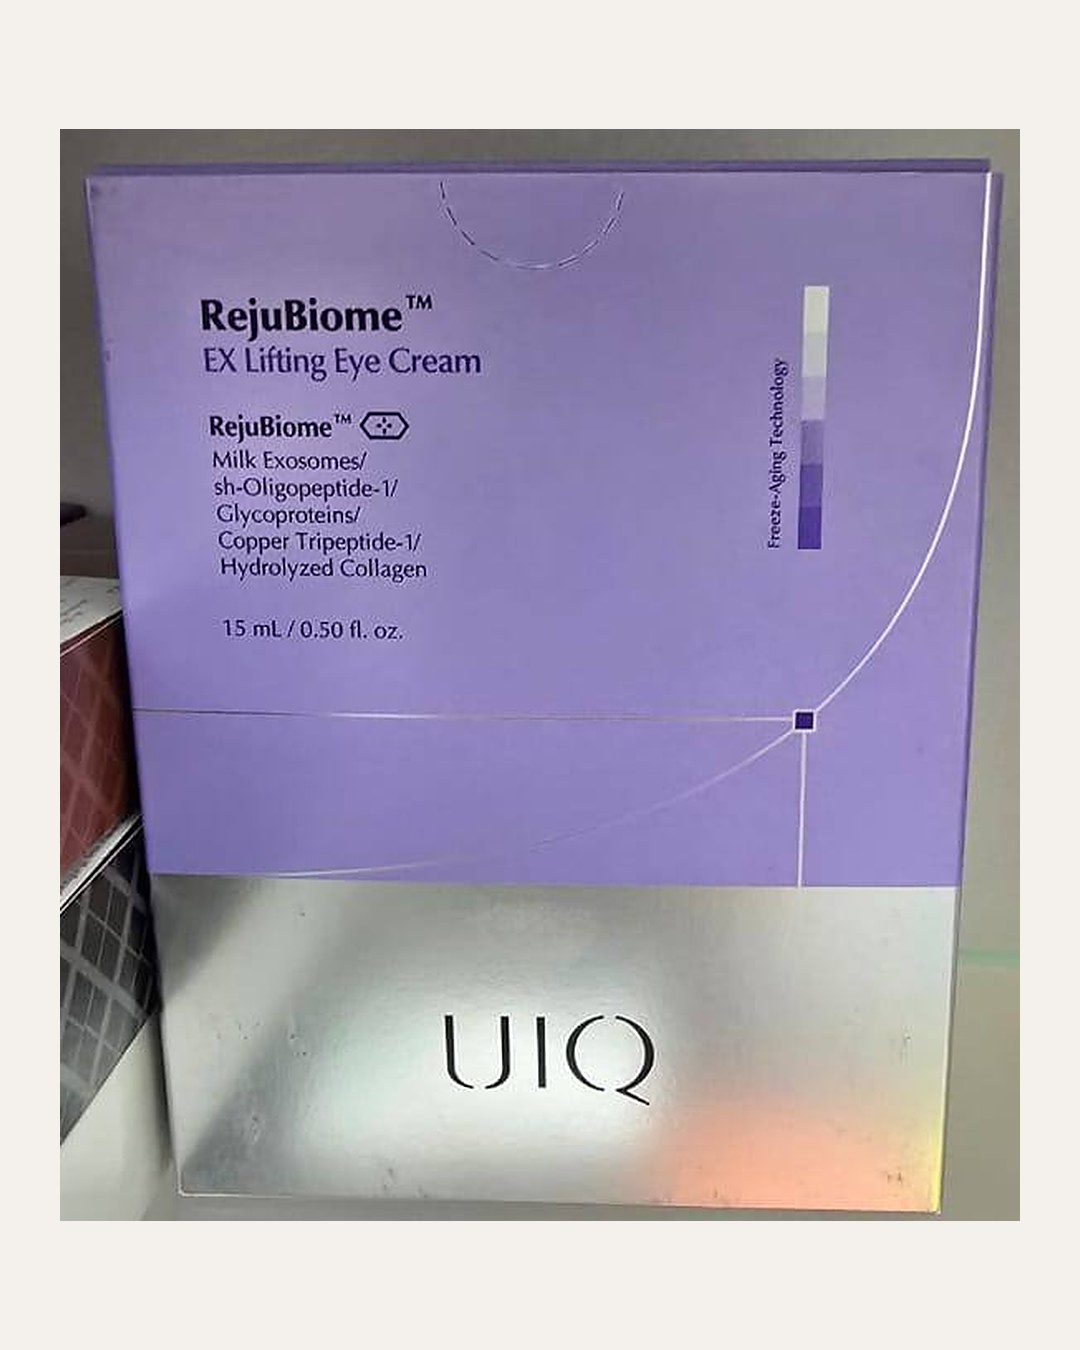 RejuBiome™
EX Lifting Eye Cream
RejuBiome™
Milk Exosomes/
sh-Oligopeptide-1/
Glycoproteins/
Copper Tripeptide-1/
Hydrolyzed Collagen
15 mL / 0.50 fl. oz.
Freeze-Aging Technology
UIQ